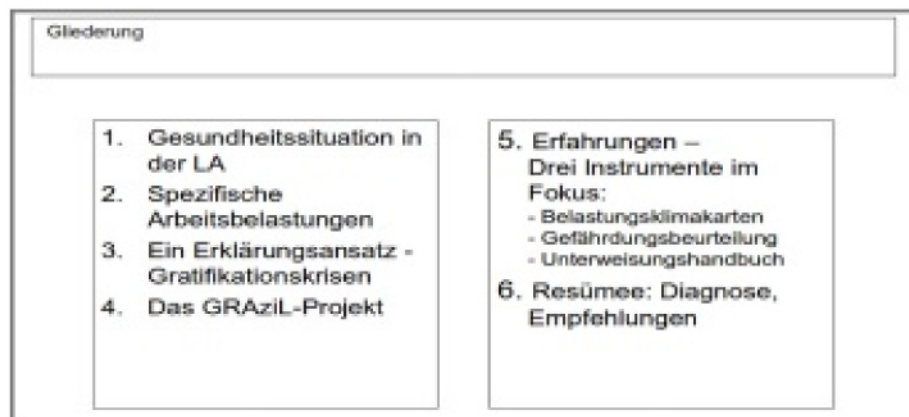 Gliederung
1. Gesundheitssituation in
der LA
2. Spezifische
Arbeitsbelastungen
3. Ein Erklärungsansatz -
Gratifikationskrisen
4. Das GRAziL-Projekt
5. Erfahrungen –
Drei Instrumente im
Fokus:
- Belastungsklimakarten
- Gefährdungsbeurteilung
- Unterweisungshandbuch
6. Resümee: Diagnose,
Empfehlungen